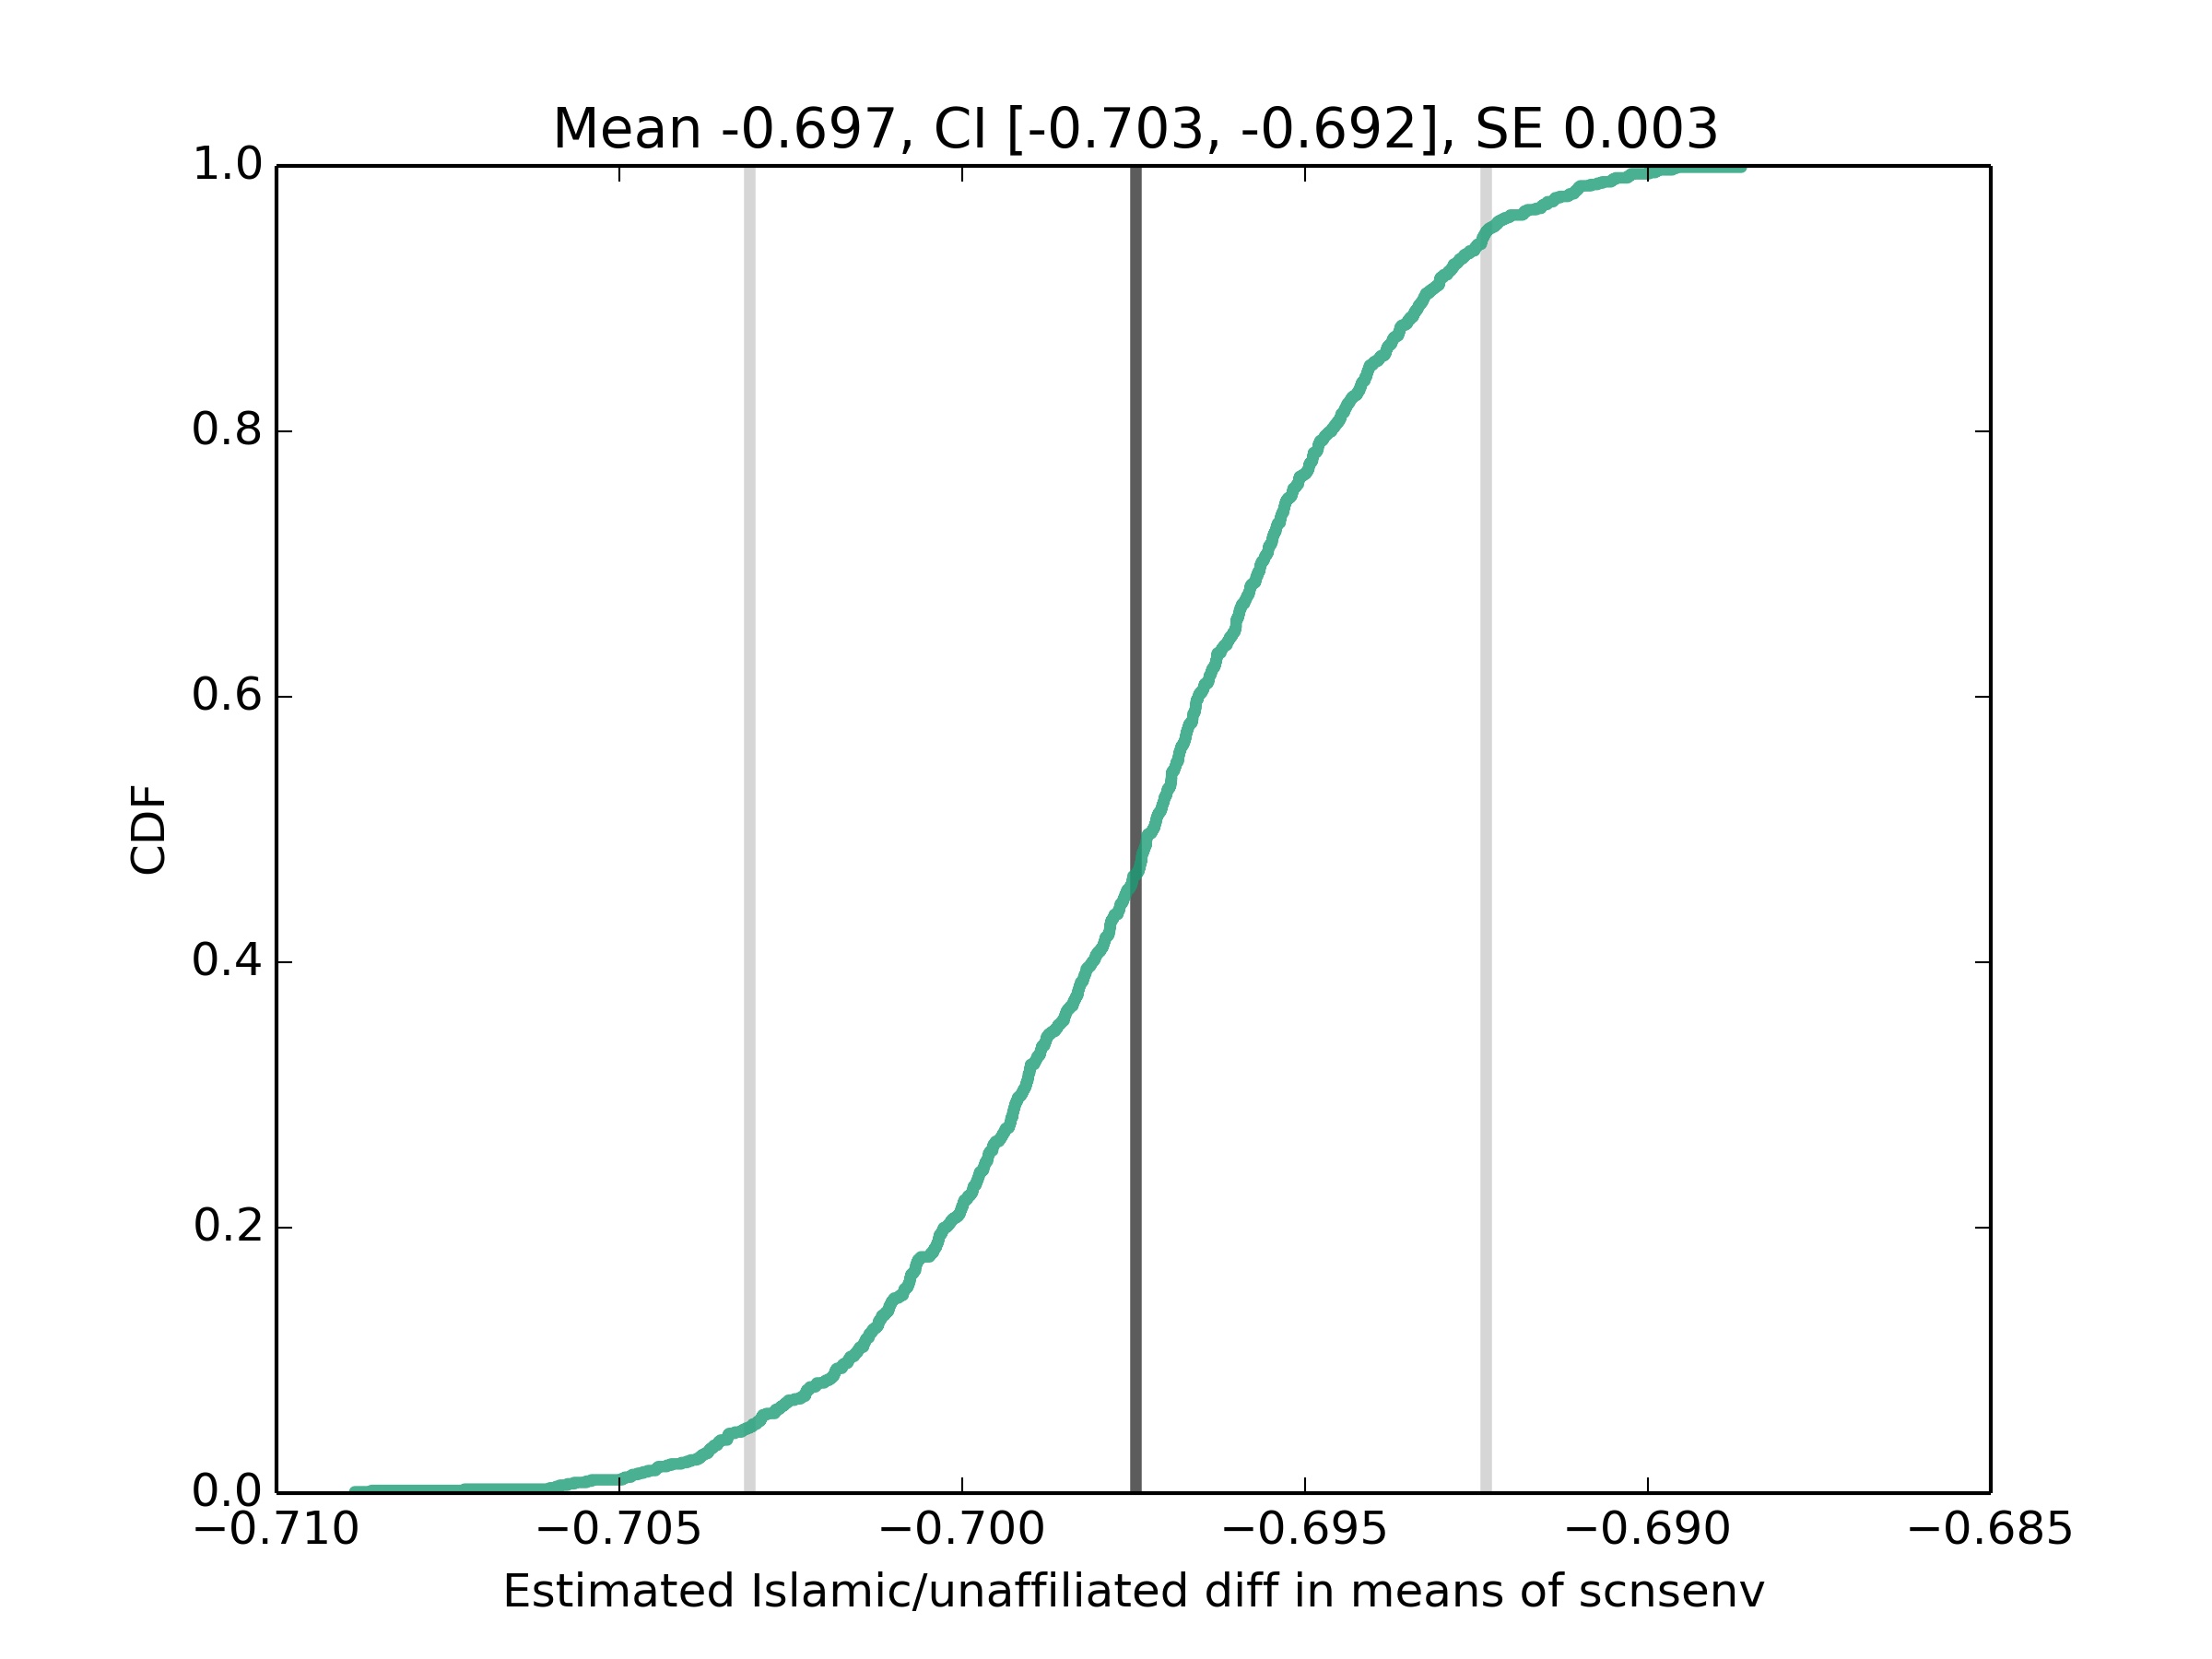 Mean -0.697, CI [-0.703, -0.692], SE 0.003
1.0
0.8
0.6
0.4
0.2
0.0
CDF
−0.710 −0.705 −0.700 −0.695 −0.690 −0.685
Estimated Islamic/unaffiliated diff in means of scnsenv